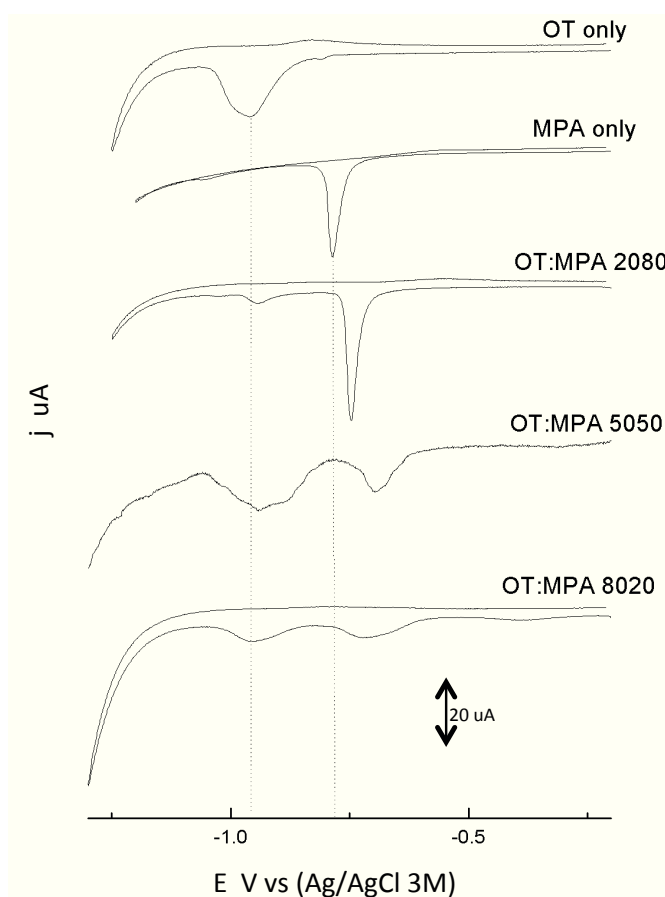 OT only
MPA only
OT:MPA 2080
OT:MPA 5050
OT:MPA 8020
j uA
20 uA
-1.0 -0.5
E V vs (Ag/AgCl 3M)